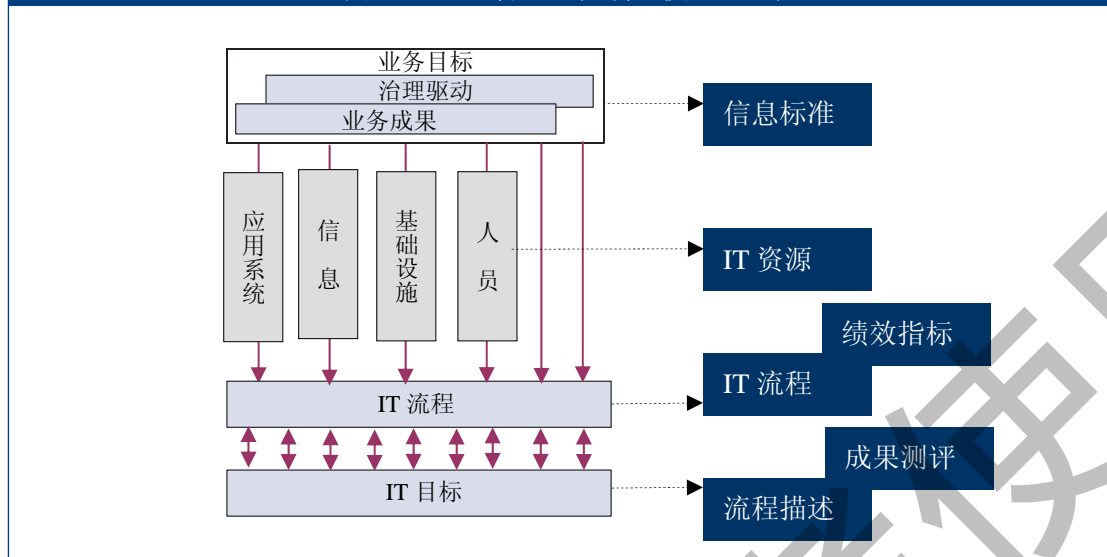 业务目标
治理驱动
业务成果
信息标准
应用系统
信息
基础设施
人员
IT 资源
绩效指标
IT 流程
IT 流程
成果测评
IT 目标
流程描述
使